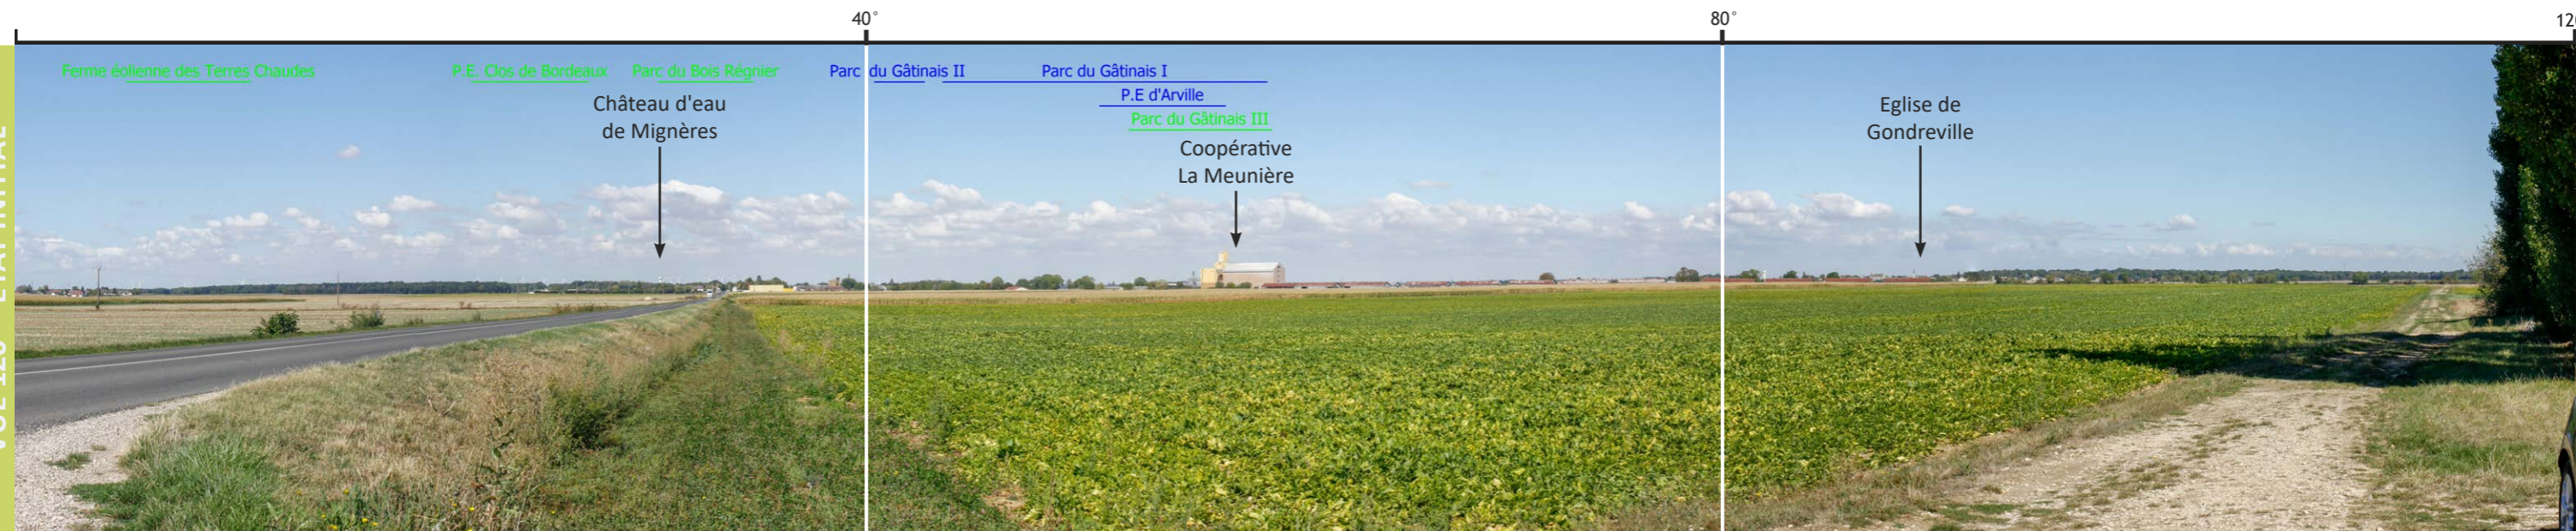 40°
80°
Ferme éolienne des Terres Chaudes
P.E. Clos de Bordeaux
Parc du Bois Régnier
Parc du Gâtinais II
Parc du Gâtinais I
P.E d'Arville
Parc du Gâtinais III
Château d'eau
de Mignères
Coopérative
La Meunière
Eglise de
Gondreville